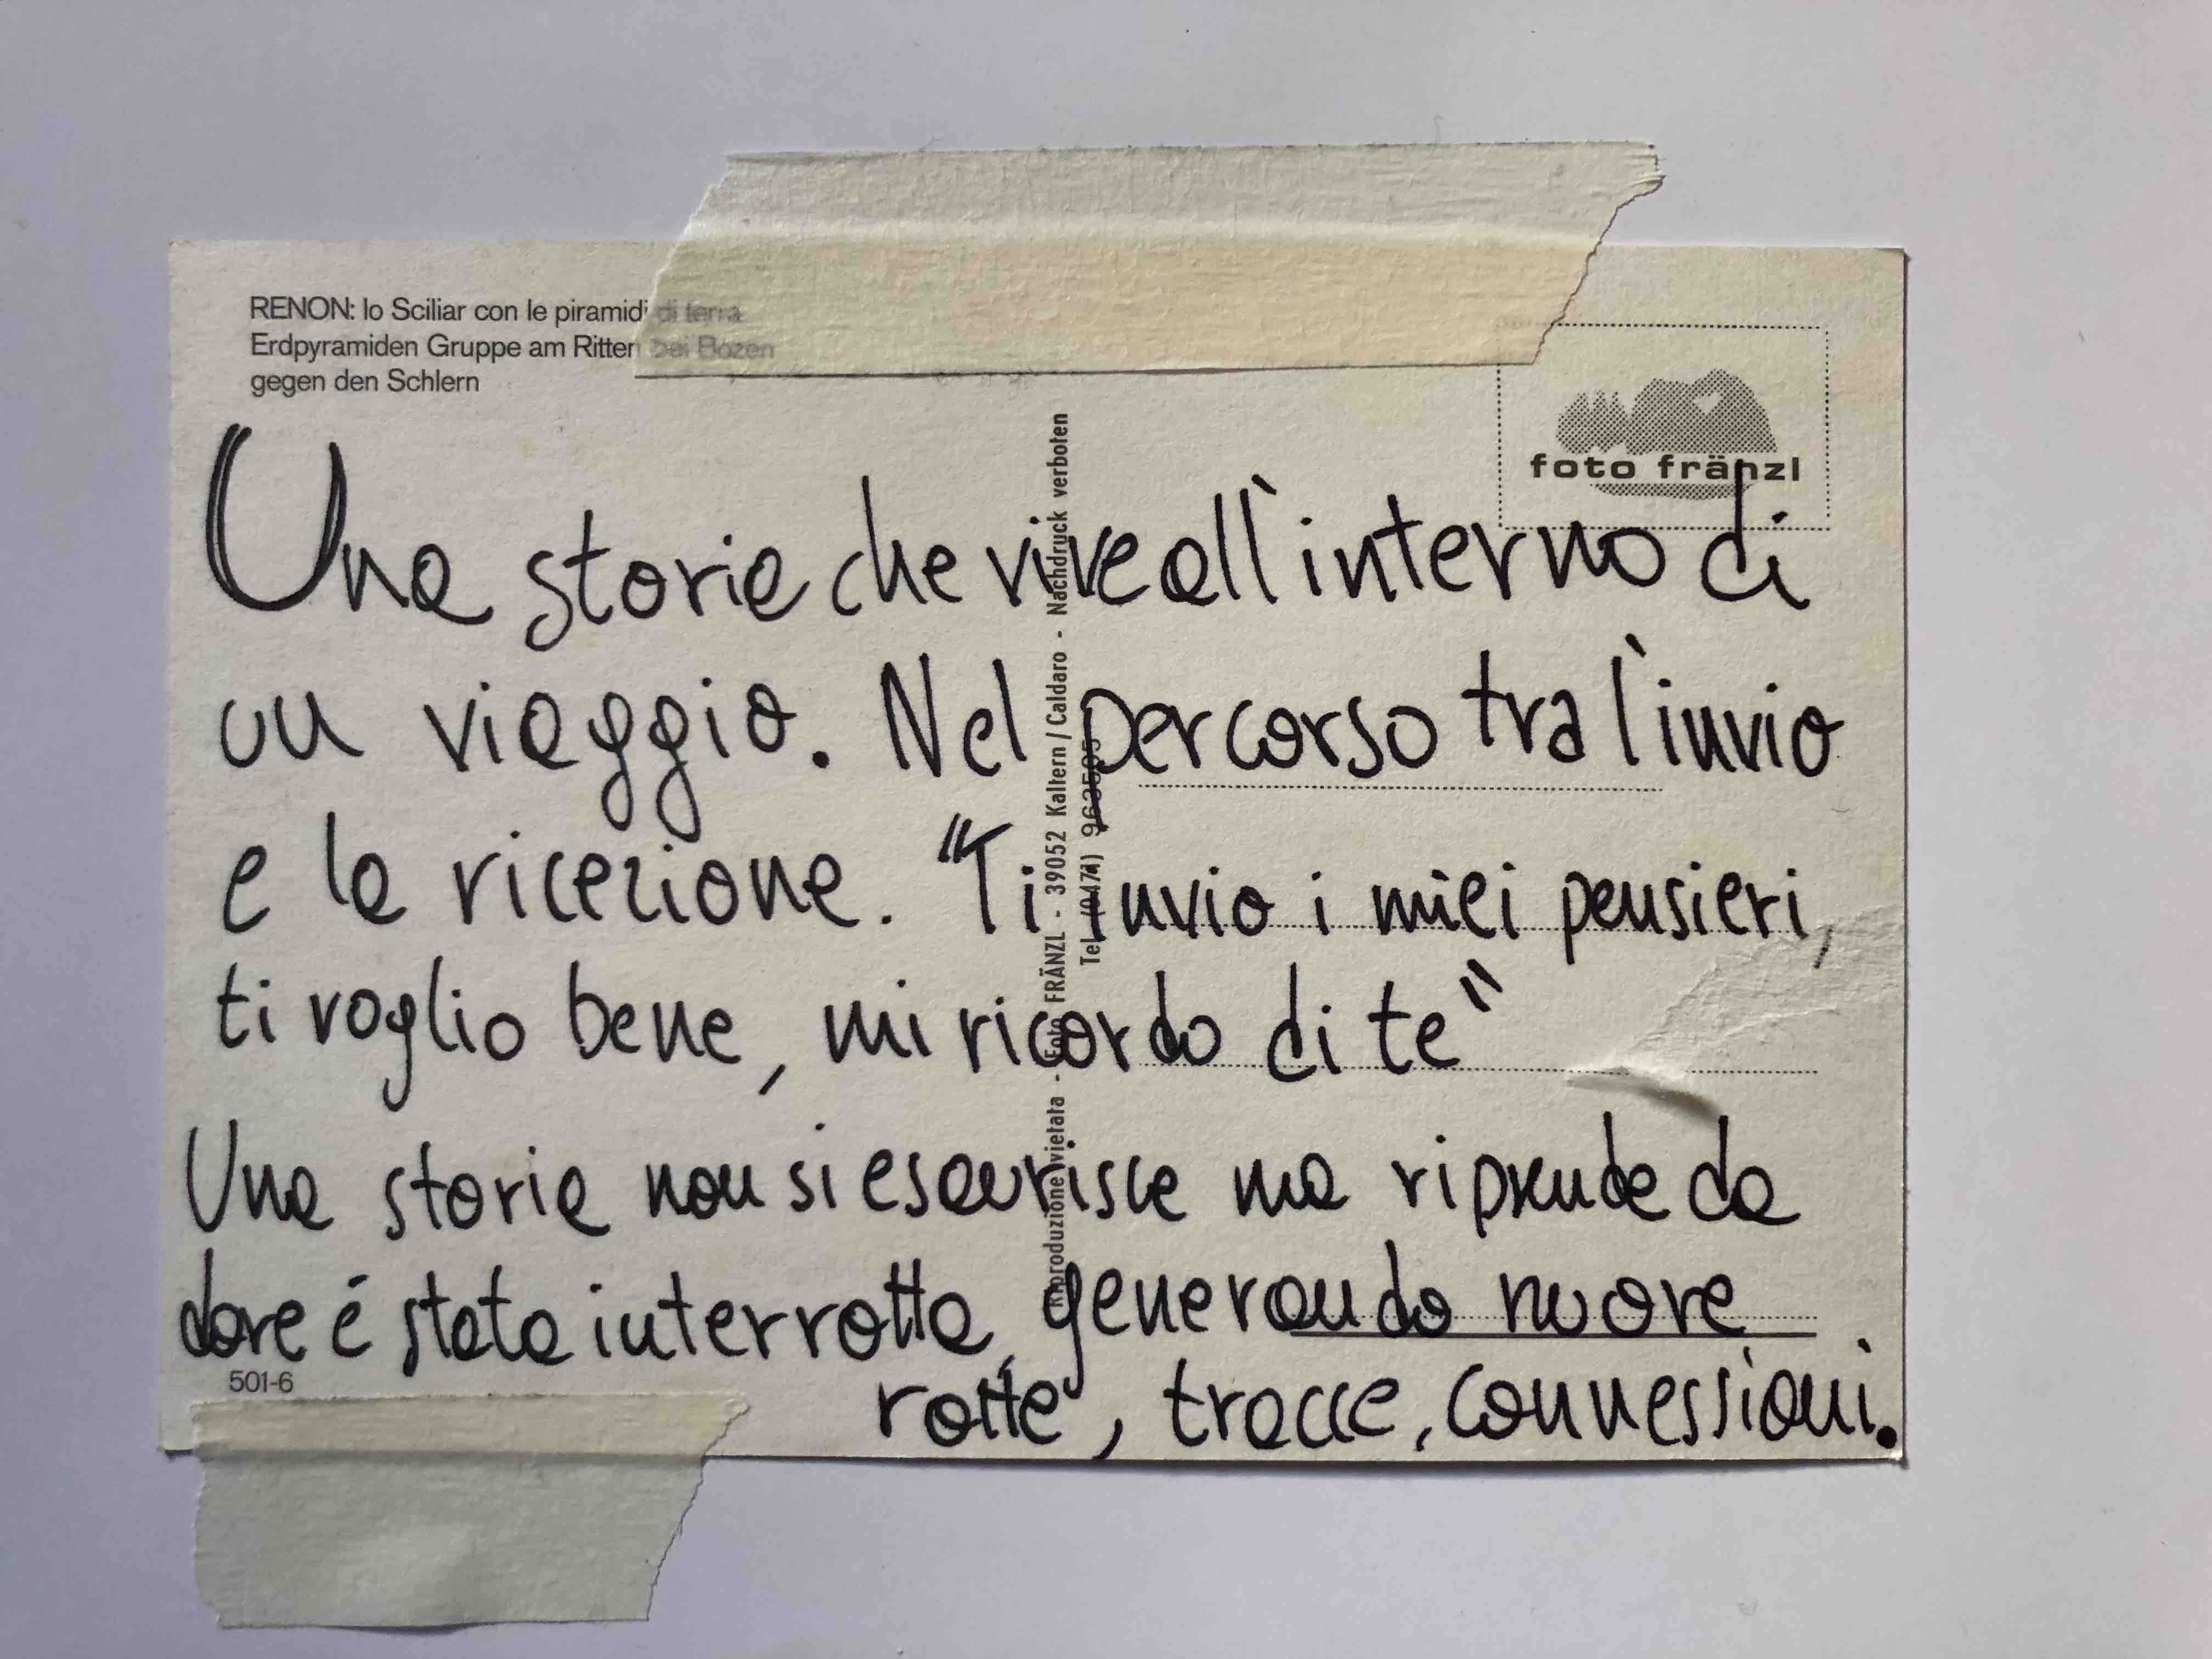 RENON: lo Sciliar con le piramidi di terra
Erdpyramiden Gruppe am Ritten bei Bozen
gegen den Schlern
foto fränzl
Una storia che vive all'interno di
un viaggio. Nel percorso tra l'invio
e la ricezione. "Ti invio i miei pensieri,
ti voglio bene, mi ricordo di te"
Una storia non si esaurisce ma riprende da
dove é stata interrotta, generando nuove
rotte, tracce, connessioni.
501-6
Riproduzione vietata - Foto FRÄNZL - 39052 Kaltern / Caldaro - Nachdruck verboten
Tel. (0471)